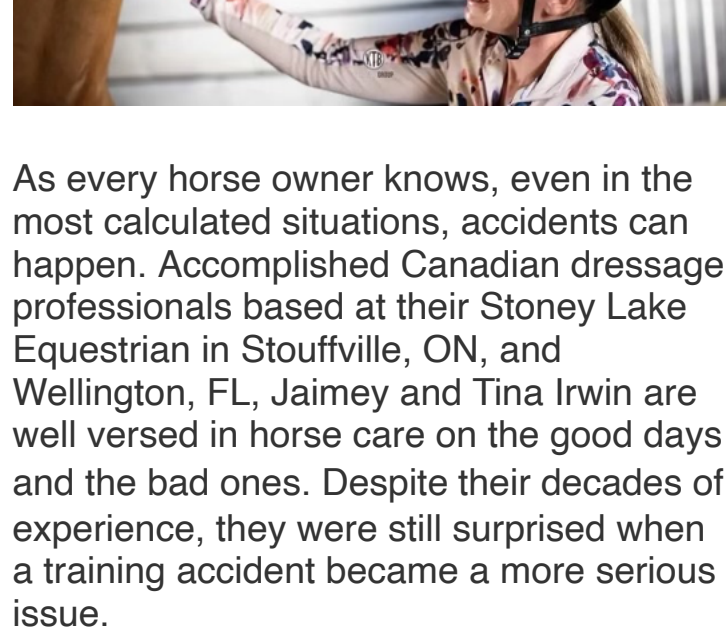 KTB
GROUP
As every horse owner knows, even in the
most calculated situations, accidents can
happen. Accomplished Canadian dressage
professionals based at their Stoney Lake
Equestrian in Stouffville, ON, and
Wellington, FL, Jaimey and Tina Irwin are
well versed in horse care on the good days
and the bad ones. Despite their decades of
experience, they were still surprised when
a training accident became a more serious
issue.